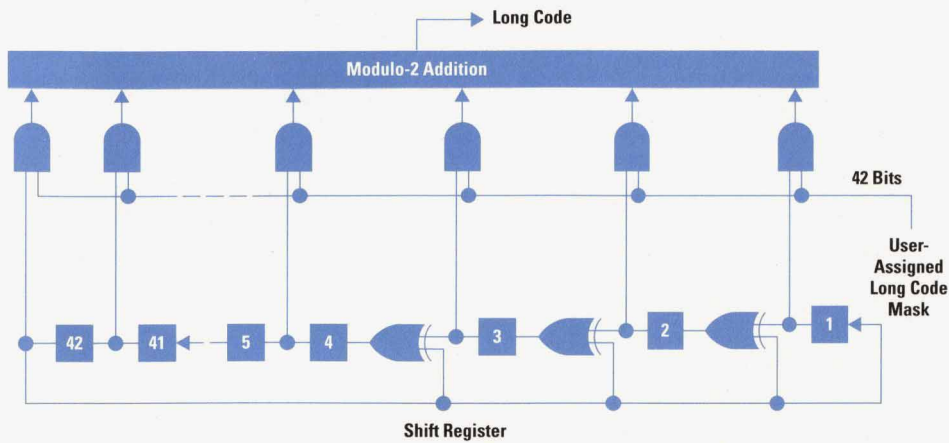 Long Code
Modulo-2 Addition
42 Bits
User-
Assigned
Long Code
Mask
42
41
5
4
3
2
1
Shift Register